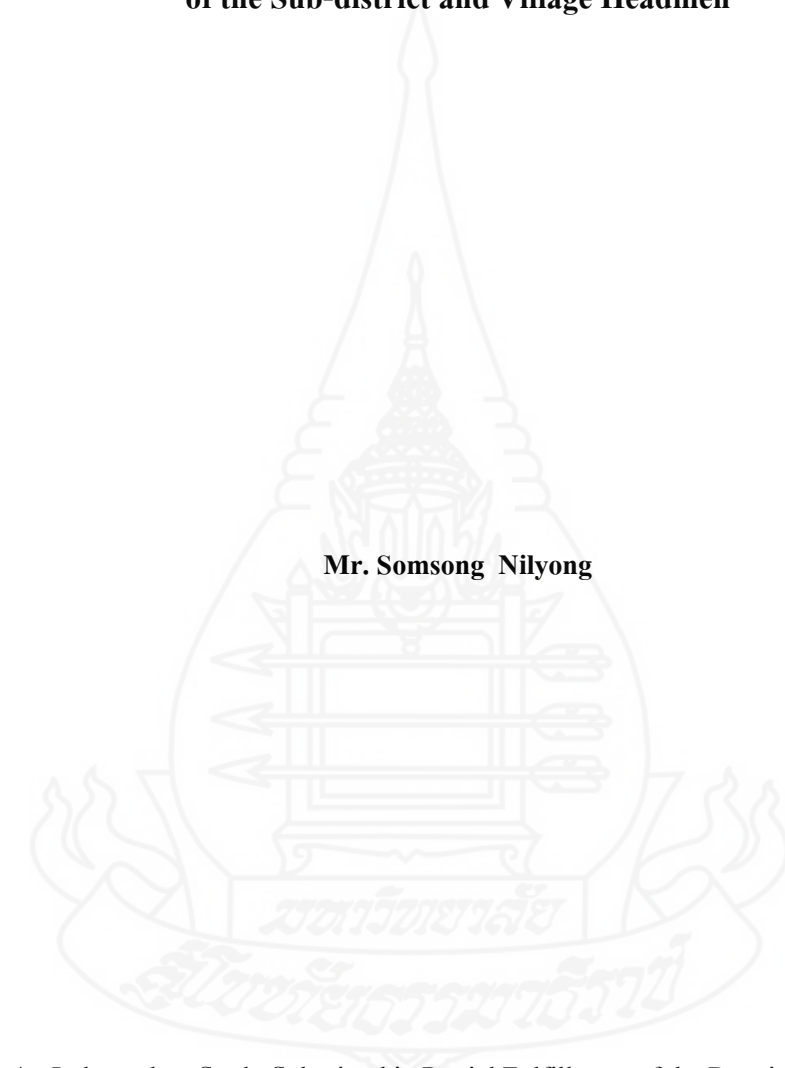 of the Sub-district and Village Headmen
Mr. Somsong Nilyong
มหาวิทยาลัย
สุโขทัยธรรมาธิราช
An Independent Study Submitted in Partial Fulfillment of the Requi